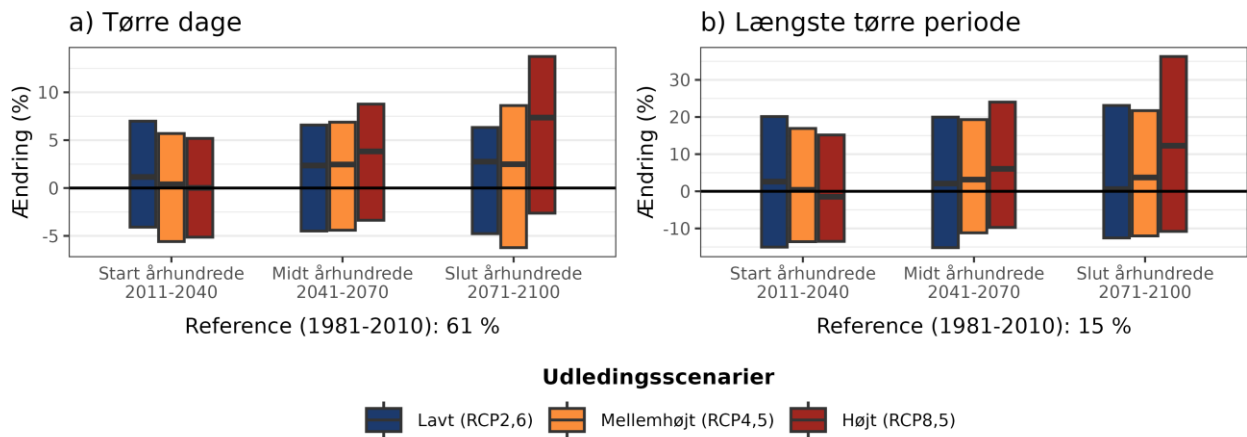 a) Tørre dage
Ændring (%)
10
5
0
-5
Start århundrede
2011-2040
Midt århundrede
2041-2070
Slut århundrede
2071-2100
Reference (1981-2010): 61 %
b) Længste tørre periode
Ændring (%)
30
20
10
0
-10
Start århundrede
2011-2040
Midt århundrede
2041-2070
Slut århundrede
2071-2100
Reference (1981-2010): 15 %
Udledingsscenarier
Lavt (RCP2,6)
Mellemhøjt (RCP4,5)
Højt (RCP8,5)